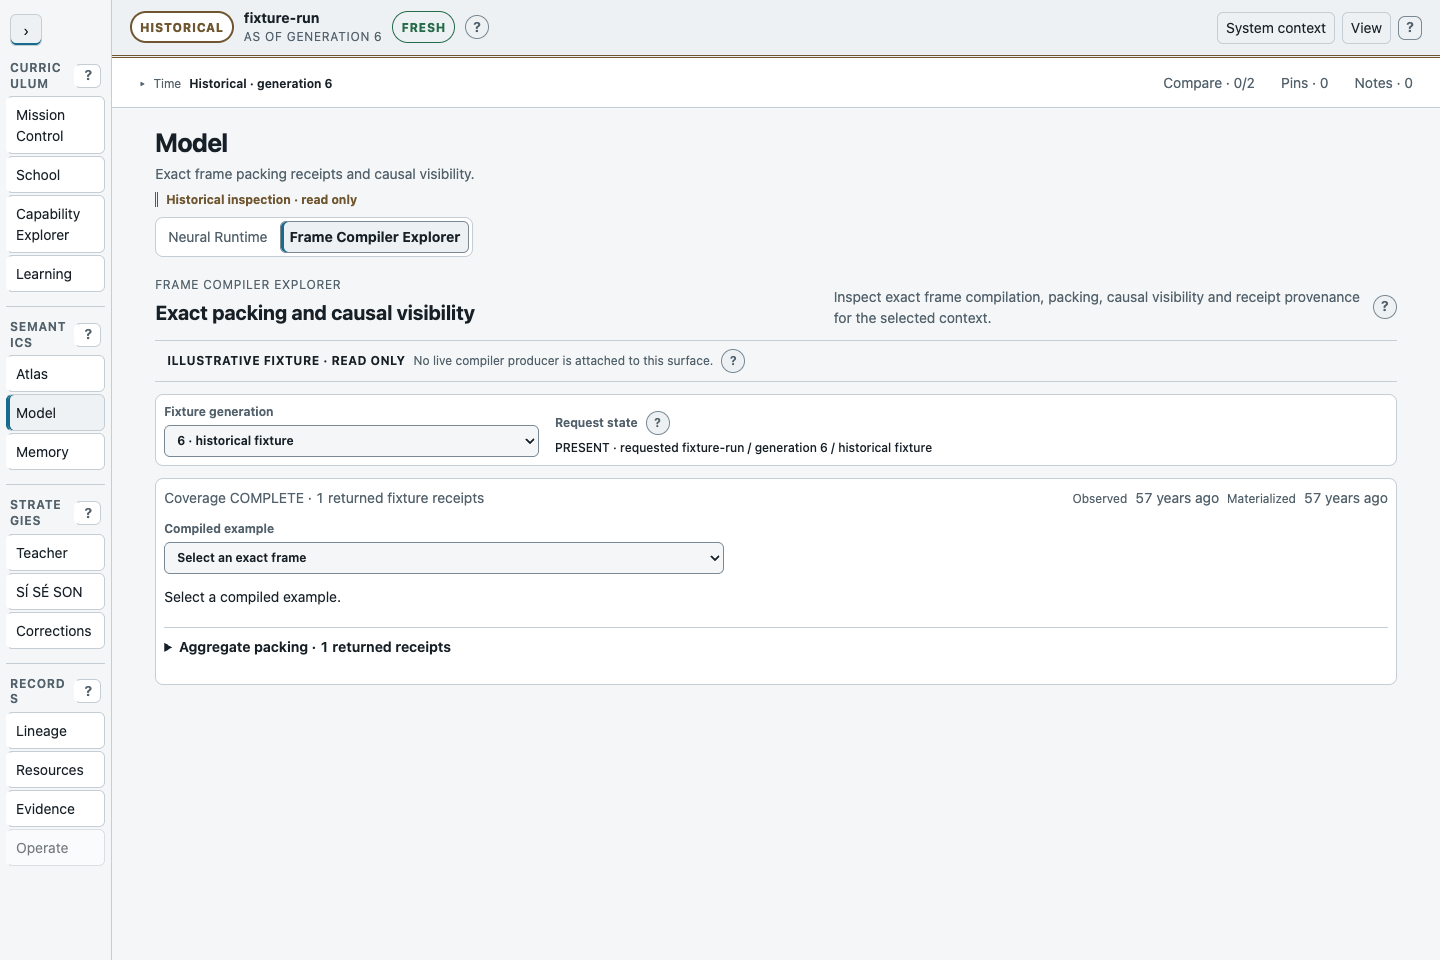 ›
CURRIC
ULUM
?
Mission
Control
School
Capability
Explorer
Learning
SEMANT
ICS
?
Atlas
Model
Memory
STRATE
GIES
?
Teacher
SÍ SÉ SON
Corrections
RECORD
S
?
Lineage
Resources
Evidence
Operate
HISTORICAL
fixture-run
AS OF GENERATION 6
FRESH
?
System context
View
?
Time Historical · generation 6
Compare · 0/2
Pins · 0
Notes · 0
Model
Exact frame packing receipts and causal visibility.
Historical inspection · read only
Neural Runtime
Frame Compiler Explorer
FRAME COMPILER EXPLORER
Exact packing and causal visibility
Inspect exact frame compilation, packing, causal visibility and receipt provenance
for the selected context.
?
ILLUSTRATIVE FIXTURE · READ ONLY No live compiler producer is attached to this surface. ?
Fixture generation
6 · historical fixture
Request state ?
PRESENT · requested fixture-run / generation 6 / historical fixture
Coverage COMPLETE · 1 returned fixture receipts
Observed 57 years ago Materialized 57 years ago
Compiled example
Select an exact frame
Select a compiled example.
Aggregate packing · 1 returned receipts